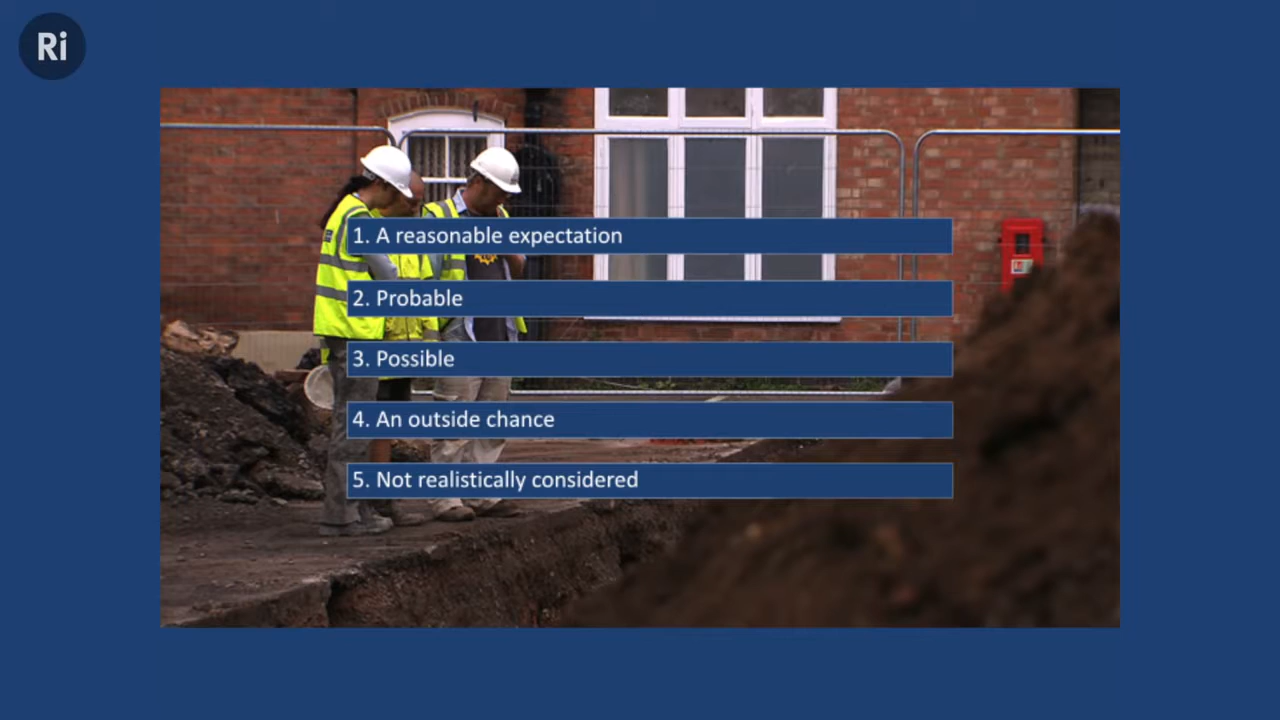 Ri
1. A reasonable expectation
2. Probable
3. Possible
4. An outside chance
5. Not realistically considered